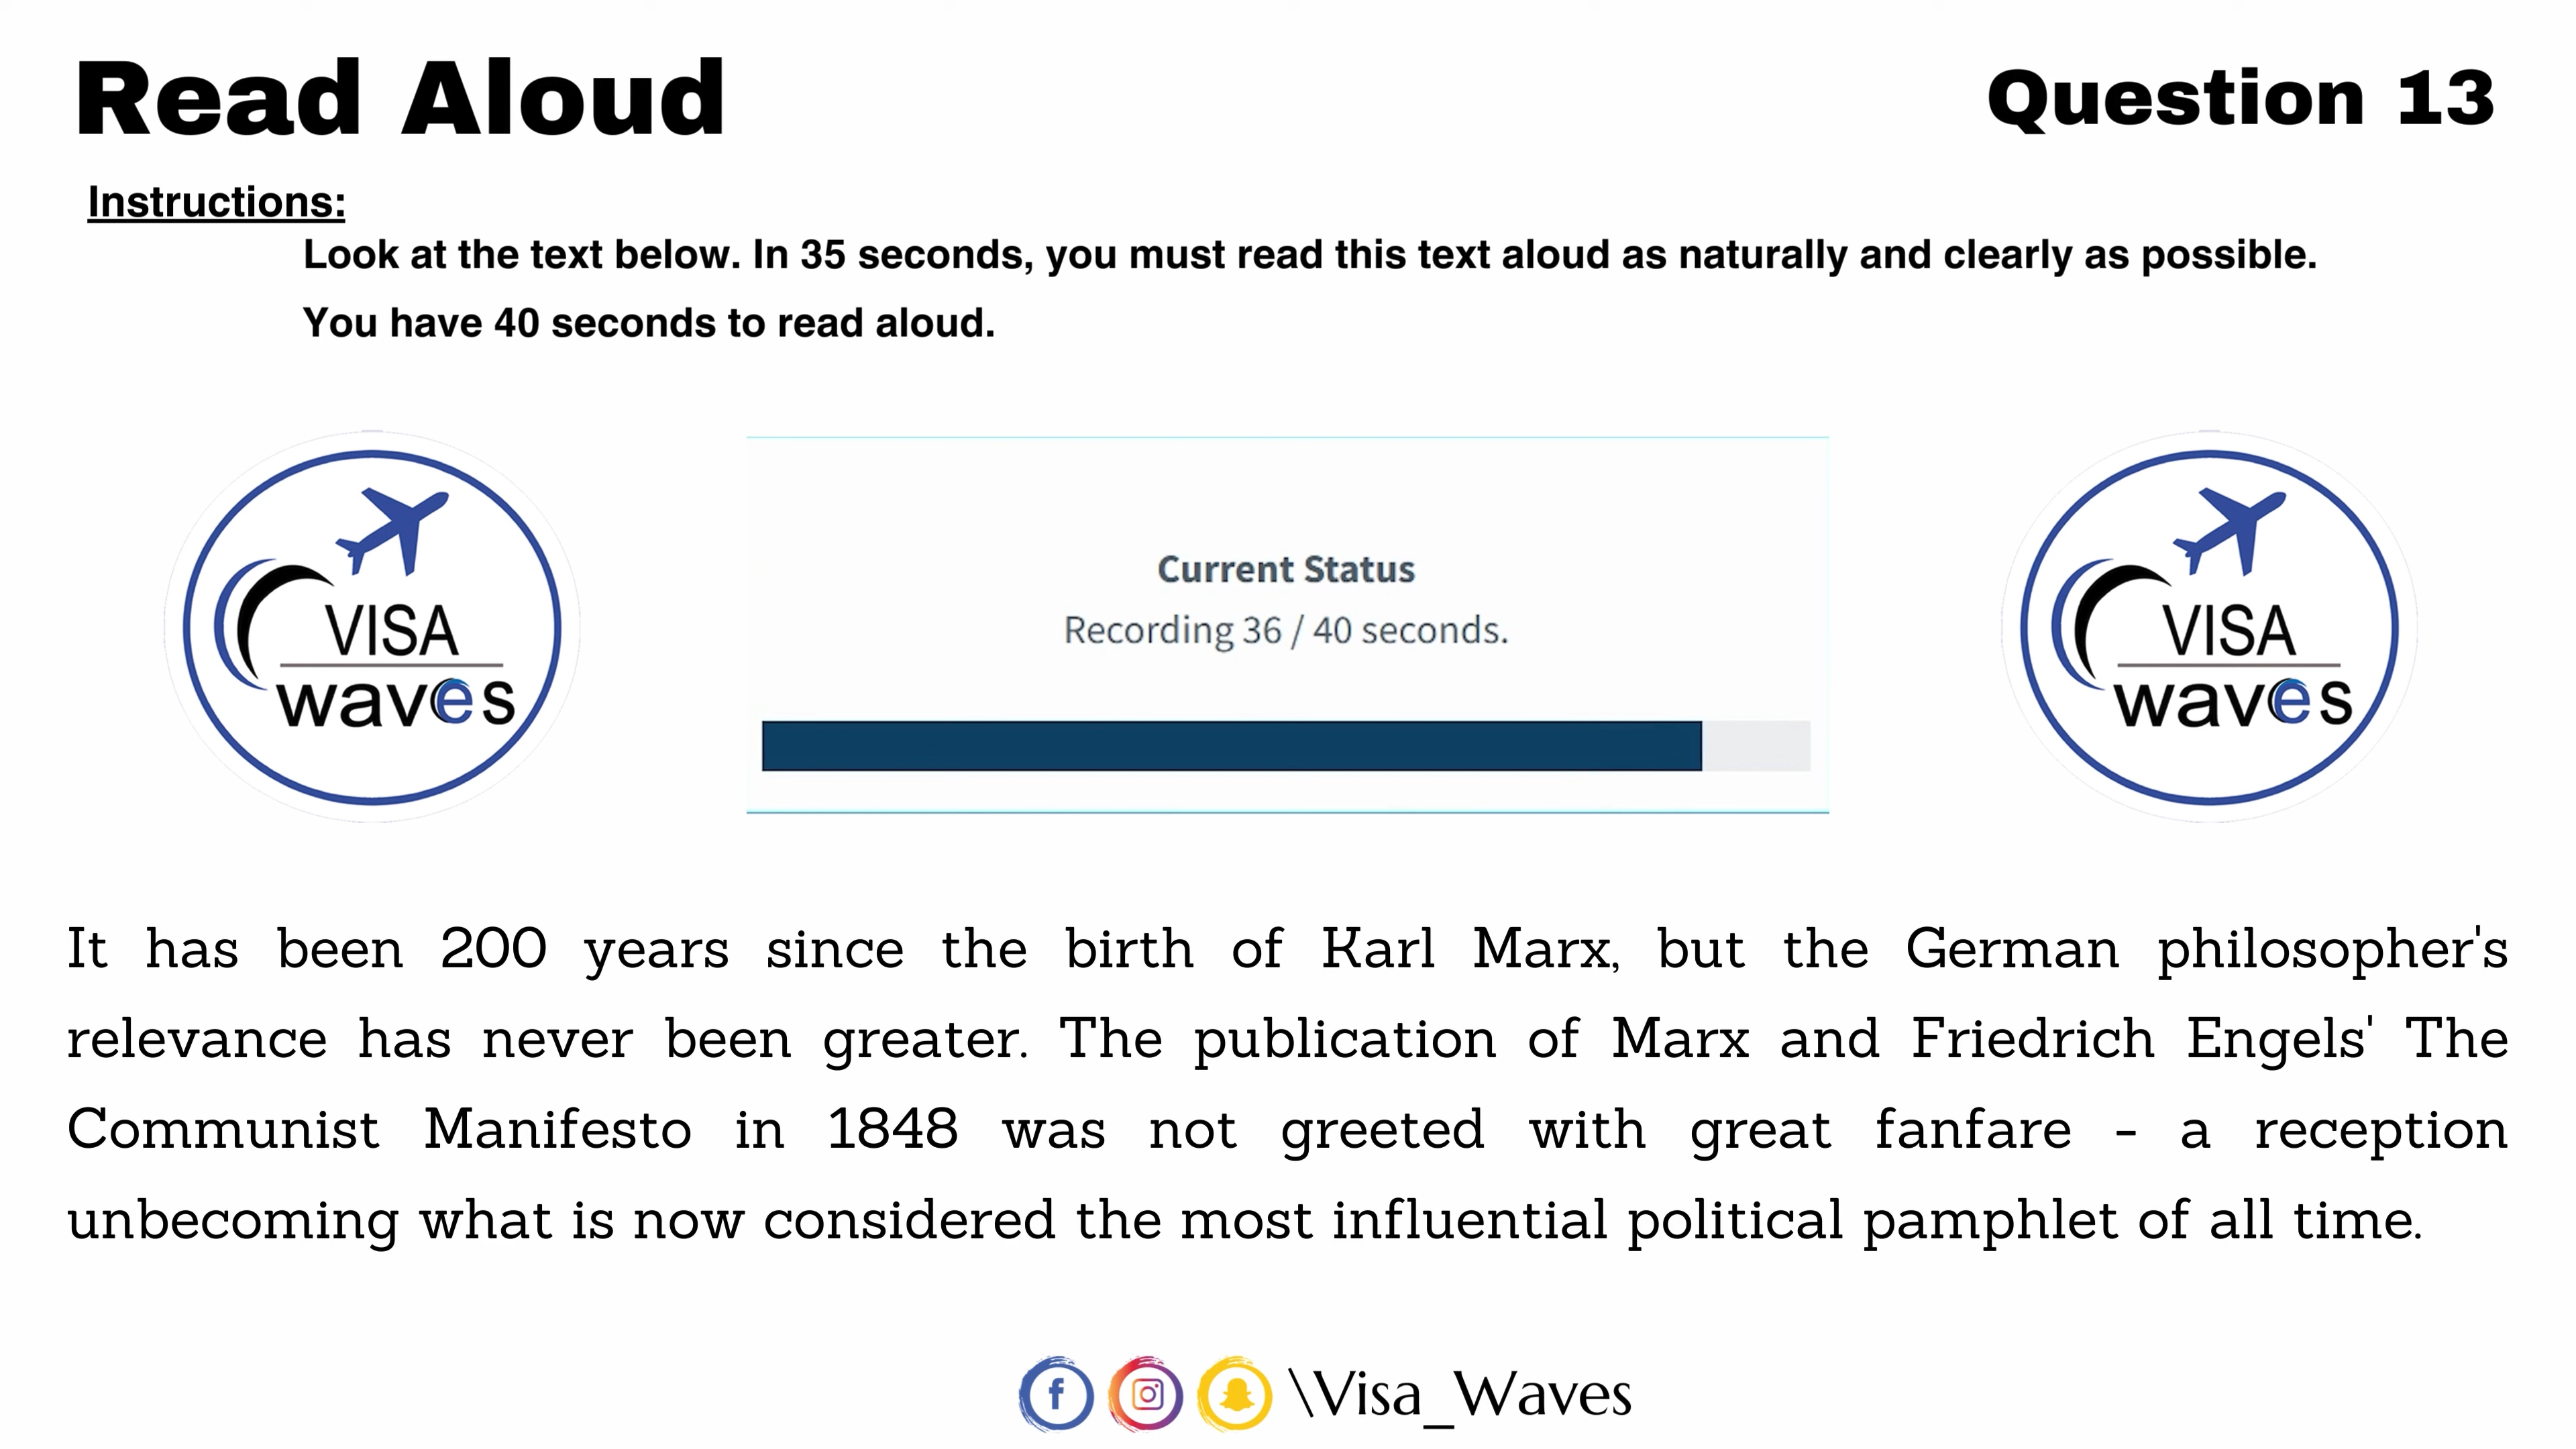 Read Aloud
Question 13
Instructions:
Look at the text below. In 35 seconds, you must read this text aloud as naturally and clearly as possible.
You have 40 seconds to read aloud.
VISA
waves
Current Status
Recording 36 / 40 seconds.
VISA
waves
It has been 200 years since the birth of Karl Marx, but the German philosopher's
relevance has never been greater. The publication of Marx and Friedrich Engels' The
Communist Manifesto in 1848 was not greeted with great fanfare - a reception
unbecoming what is now considered the most influential political pamphlet of all time.
\Visa_Waves